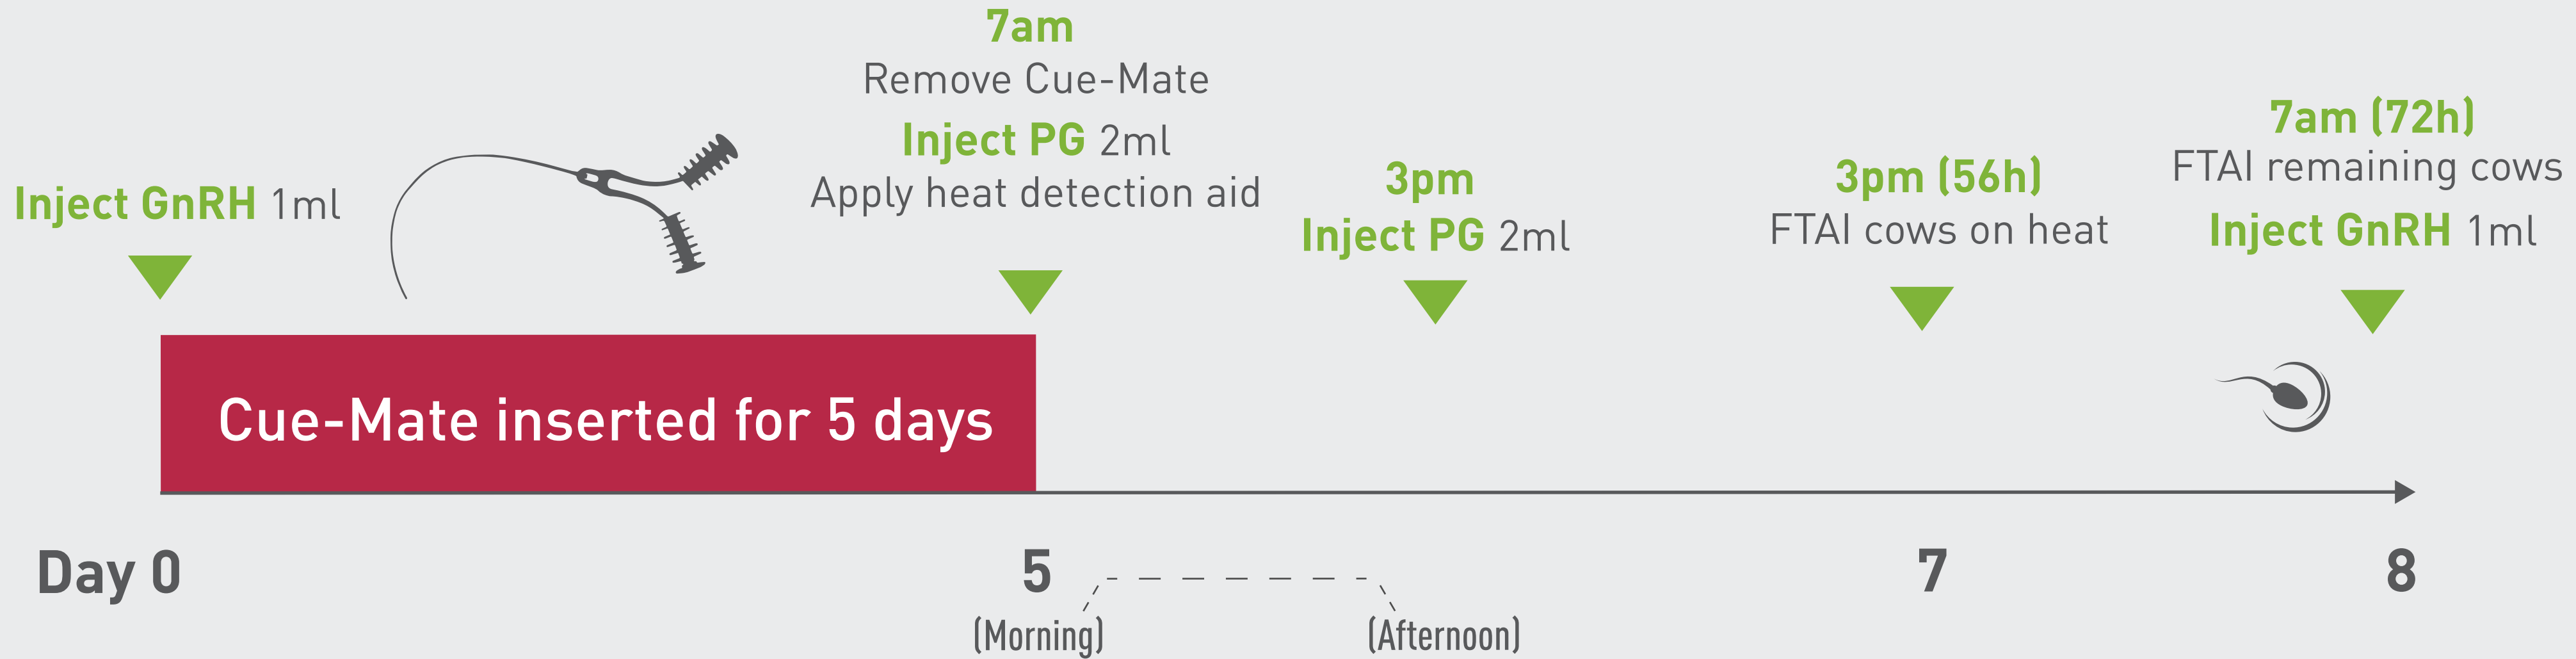 Inject GnRH 1ml
7am
Remove Cue-Mate
Inject PG 2ml
Apply heat detection aid
3pm
Inject PG 2ml
3pm (56h)
FTAI cows on heat
7am (72h)
FTAI remaining cows
Inject GnRH 1ml
Cue-Mate inserted for 5 days
Day 0
5
7
8
(Morning)
(Afternoon)